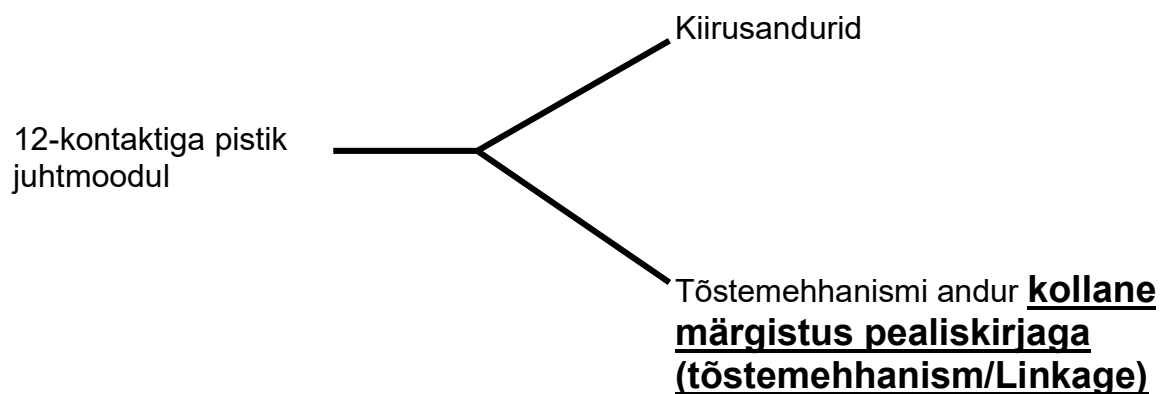 Kiirusandurid
12-kontaktiga pistik
juhtmoodul
Tõstemehhanismi andur kollane
märgistus pealiskirjaga
(tõstemehhanism/Linkage)